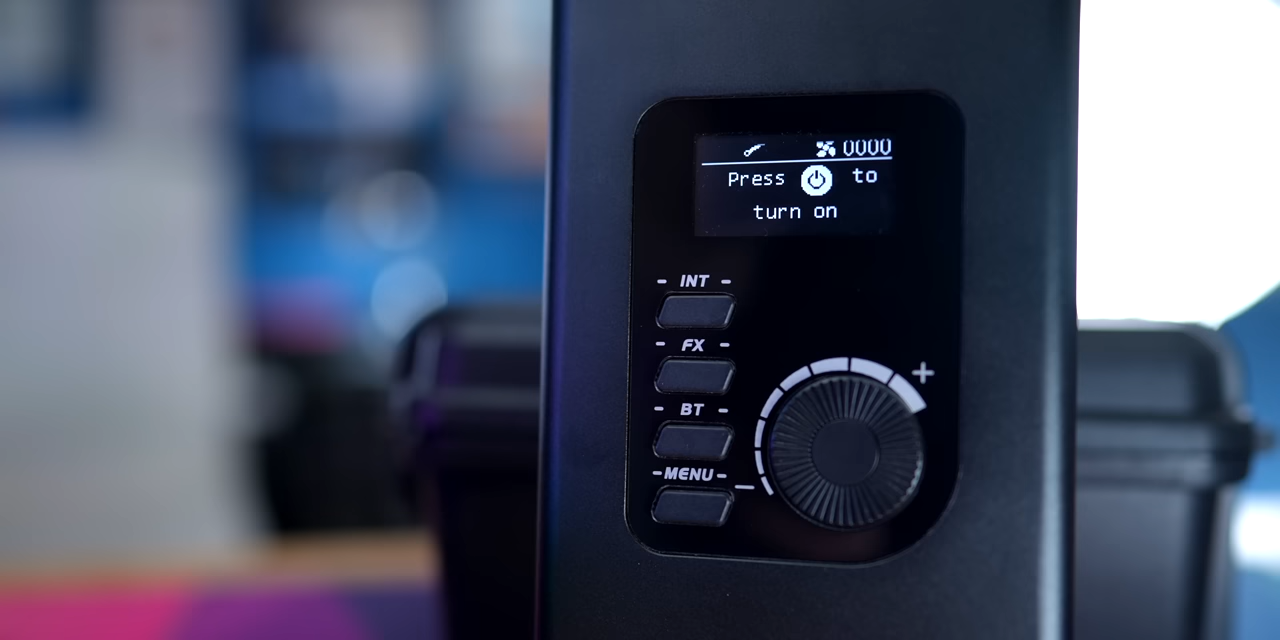 0000
Press to
turn on
- INT -
- FX -
- BT -
- MENU -
+
-